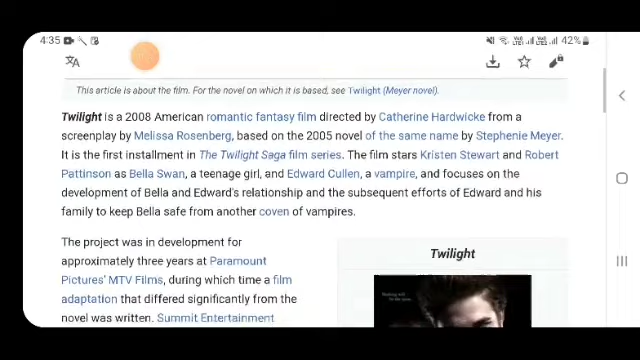 4:35
42%
This article is about the film. For the novel on which it is based, see Twilight (Meyer novel).
Twilight is a 2008 American romantic fantasy film directed by Catherine Hardwicke from a
screenplay by Melissa Rosenberg, based on the 2005 novel of the same name by Stephenie Meyer.
It is the first installment in The Twilight Saga film series. The film stars Kristen Stewart and Robert
Pattinson as Bella Swan, a teenage girl, and Edward Cullen, a vampire, and focuses on the
development of Bella and Edward's relationship and the subsequent efforts of Edward and his
family to keep Bella safe from another coven of vampires.
The project was in development for
approximately three years at Paramount
Pictures' MTV Films, during which time a film
adaptation that differed significantly from the
novel was written. Summit Entertainment
Twilight